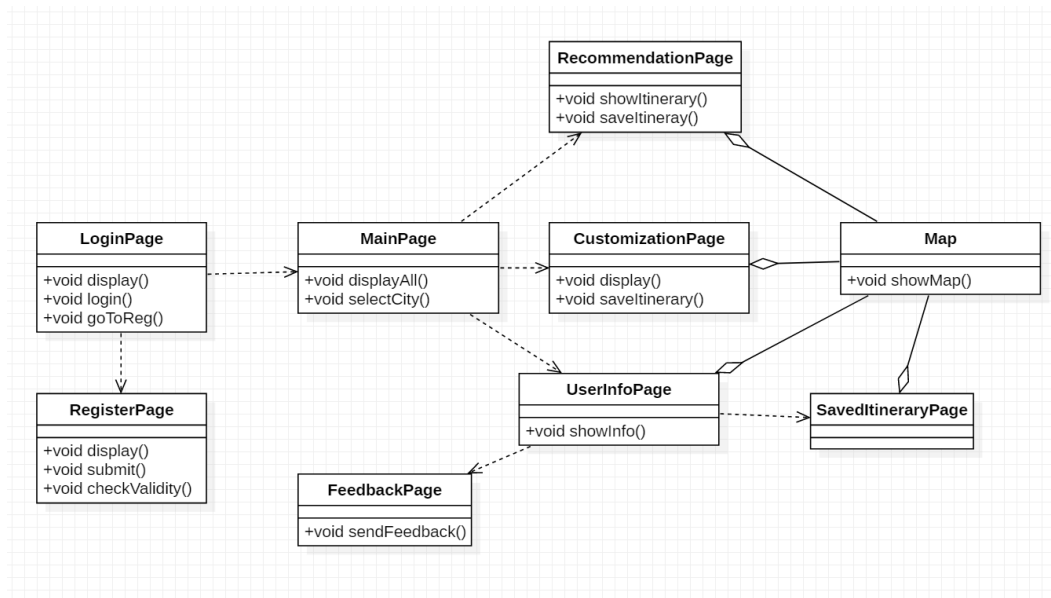 RecommendationPage
+void showItinerary()
+void saveItineray()
LoginPage
+void display()
+void login()
+void goToReg()
MainPage
+void displayAll()
+void selectCity()
CustomizationPage
+void display()
+void saveItinerary()
Map
+void showMap()
RegisterPage
+void display()
+void submit()
+void checkValidity()
UserInfoPage
+void showInfo()
SavedItineraryPage
FeedbackPage
+void sendFeedback()